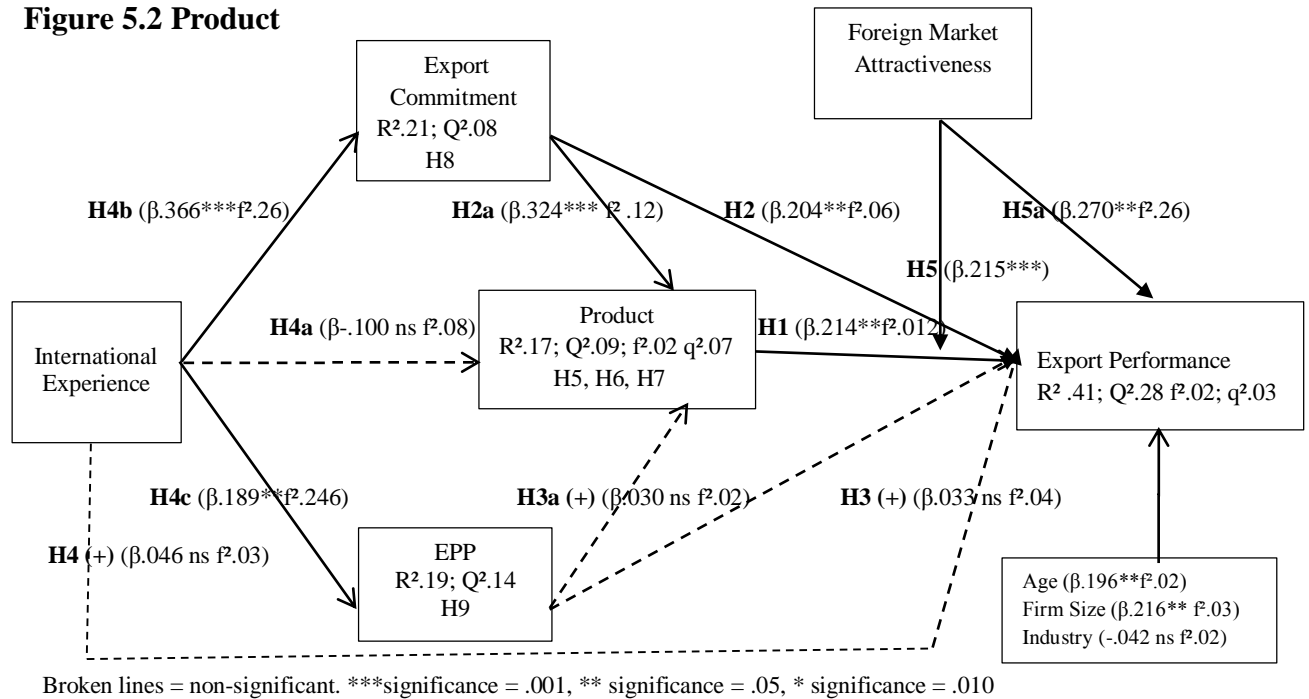 Figure 5.2 Product
Foreign Market
Attractiveness
Export
Commitment
R².21; Q².08
H8
H4b (β.366***f².26)
H2a (β.324*** f² .12)
H2 (β.204**f².06)
H5a (β.270**f².26)
H5 (β.215***)
International
Experience
H4a (β-.100 ns f².08)
Product
R².17; Q².09; f².02 q².07
H5, H6, H7
H1 (β.214**f².012)
Export Performance
R² .41; Q².28 f².02; q².03
H4c (β.189**f².246)
H3a (+) (β.030 ns f².02)
H3 (+) (β.033 ns f².04)
H4 (+) (β.046 ns f².03)
EPP
R².19; Q².14
H9
Age (β.196**f².02)
Firm Size (β.216** f².03)
Industry (-.042 ns f².02)
Broken lines = non-significant. ***significance = .001, ** significance = .05, * significance = .010